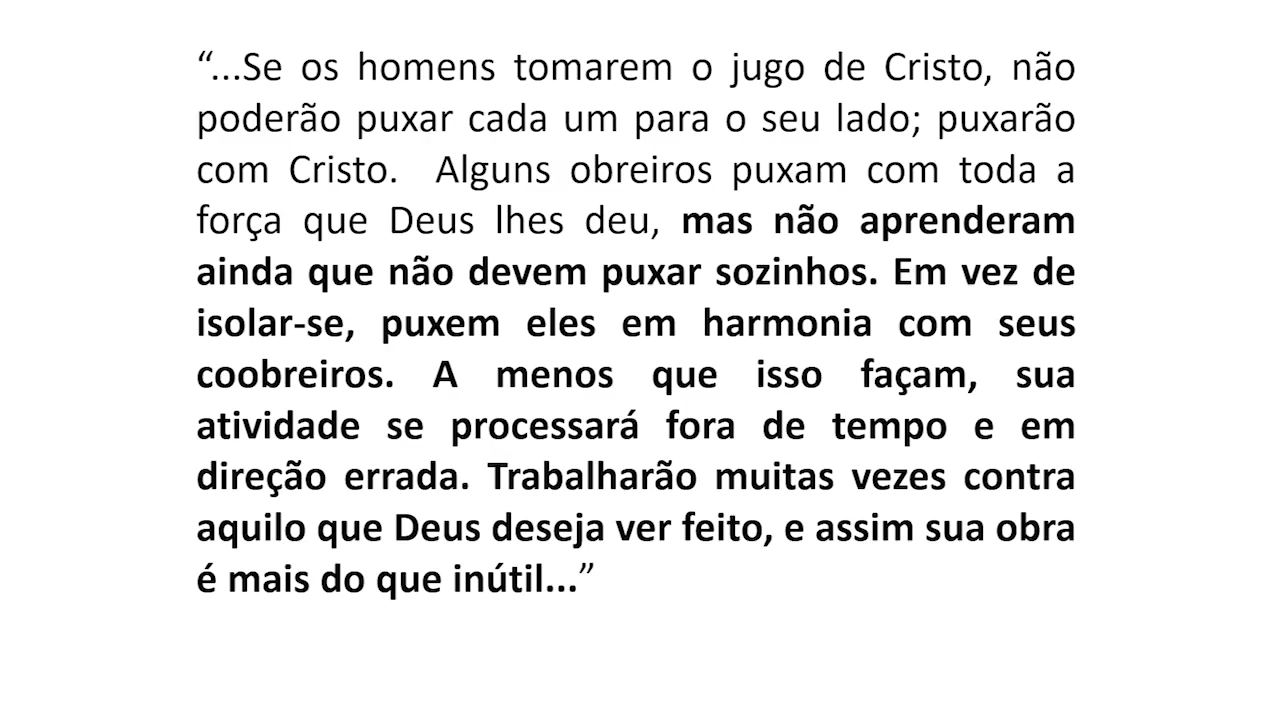 “...Se os homens tomarem o jugo de Cristo, não
poderão puxar cada um para o seu lado; puxarão
com Cristo. Alguns obreiros puxam com toda a
força que Deus lhes deu, mas não aprenderam
ainda que não devem puxar sozinhos. Em vez de
isolar-se, puxem eles em harmonia com seus
coobreiros. A menos que isso façam, sua
atividade se processará fora de tempo e em
direção errada. Trabalharão muitas vezes contra
aquilo que Deus deseja ver feito, e assim sua obra
é mais do que inútil...”